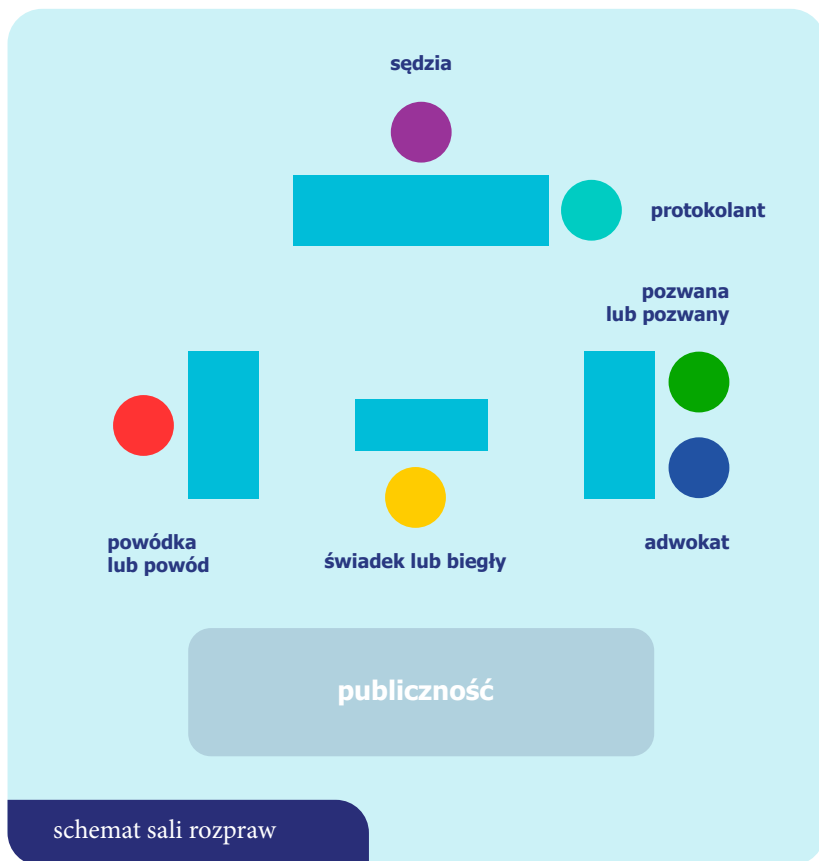 sędzia
protokolant
pozwana
lub pozwany
powódka
lub powód
świadek lub biegły
adwokat
publiczność
schemat sali rozpraw